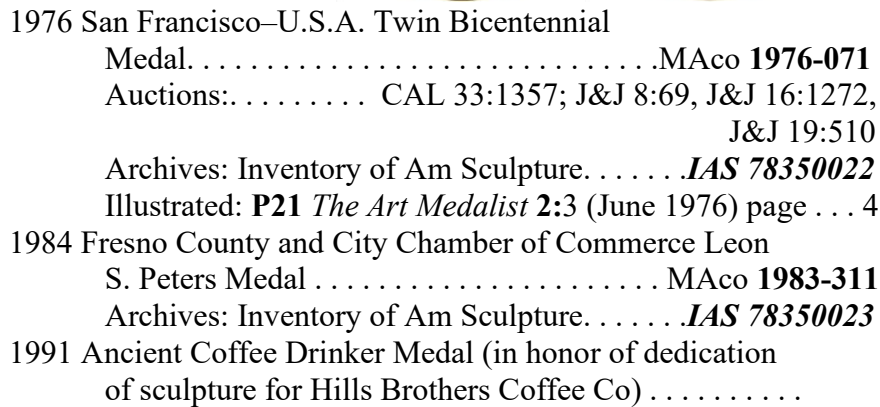 1976 San Francisco–U.S.A. Twin Bicentennial
Medal. . . . . . . . . . . . . . . . . . . . . . . . . . . . . .MAco 1976-071
Auctions:. . . . . . . . . CAL 33:1357; J&J 8:69, J&J 16:1272,
J&J 19:510
Archives: Inventory of Am Sculpture. . . . . . .IAS 78350022
Illustrated: P21 The Art Medalist 2:3 (June 1976) page . . . 4
1984 Fresno County and City Chamber of Commerce Leon
S. Peters Medal . . . . . . . . . . . . . . . . . . . . . . MAco 1983-311
Archives: Inventory of Am Sculpture. . . . . . .IAS 78350023
1991 Ancient Coffee Drinker Medal (in honor of dedication
of sculpture for Hills Brothers Coffee Co) . . . . . . . . . .